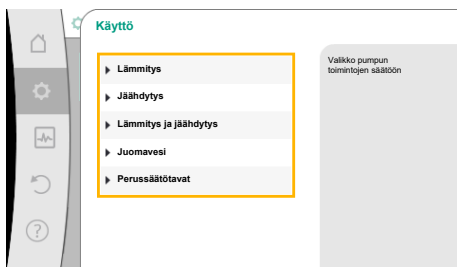 Käyttö
Lämmitys
Jäähdytys
Lämmitys ja jäähdytys
Juomavesi
Perussäätötavat
Valikko pumpun
toimintojen säätöön
?